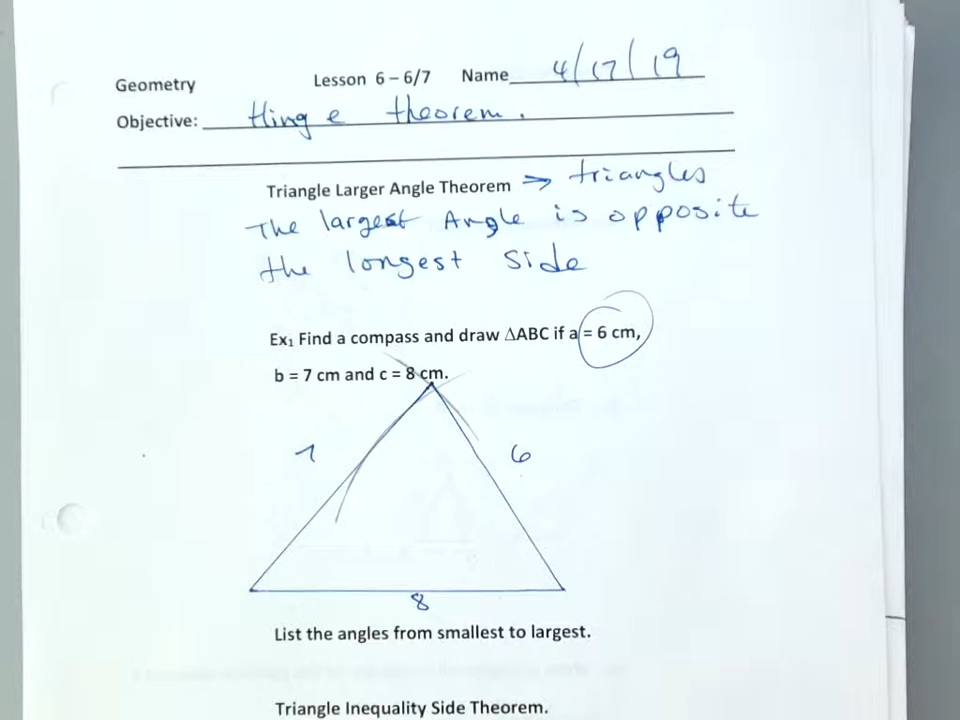 Geometry Lesson 6 – 6/7 Name 4/17/19
Objective: Hinge theorem.
Triangle Larger Angle Theorem → triangles
The largest Angle is opposite
the longest side
Ex₁ Find a compass and draw ΔABC if a = 6 cm,
b = 7 cm and c = 8 cm.
7 6
8
List the angles from smallest to largest.
Triangle Inequality Side Theorem.